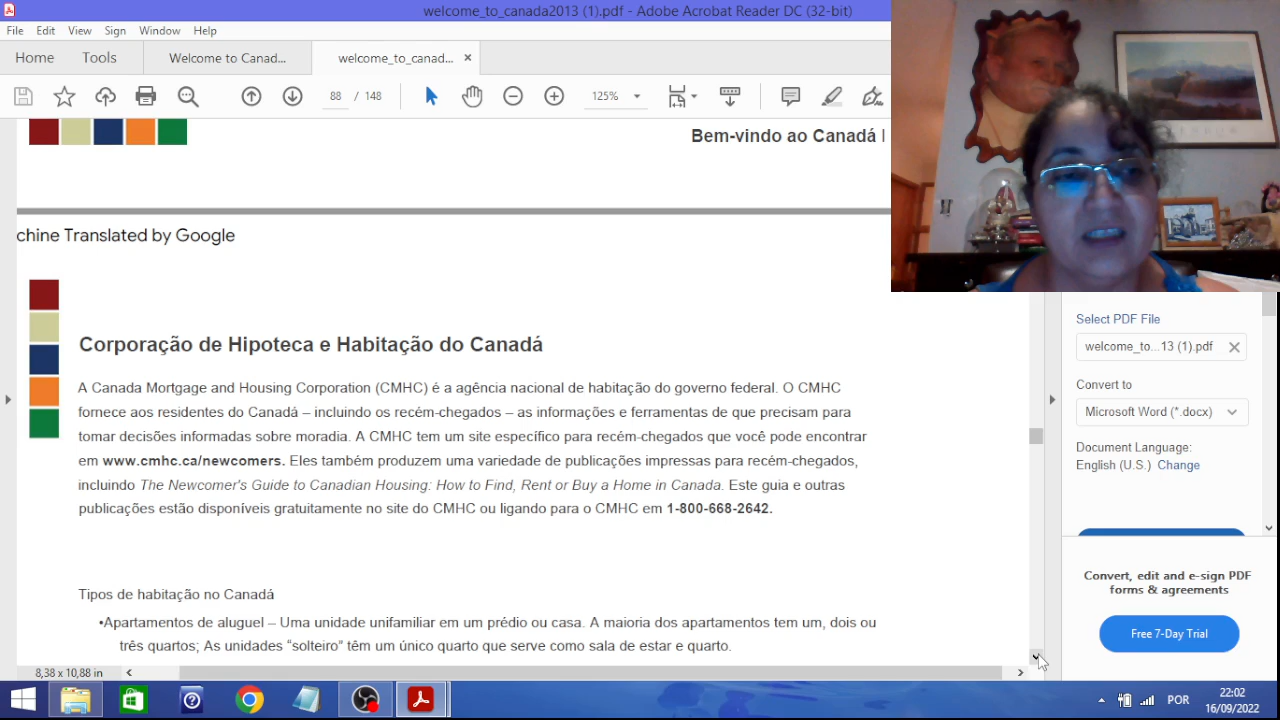 welcome_to_canada2013 (1).pdf - Adobe Acrobat Reader DC (32-bit)
File Edit View Sign Window Help
Home Tools Welcome to Canad... welcome_to_canad... ×
88 / 148 125%
Bem-vindo ao Canadá
chine Translated by Google
Corporação de Hipoteca e Habitação do Canadá
A Canada Mortgage and Housing Corporation (CMHC) é a agência nacional de habitação do governo federal. O CMHC
fornece aos residentes do Canadá – incluindo os recém-chegados – as informações e ferramentas de que precisam para
tomar decisões informadas sobre moradia. A CMHC tem um site específico para recém-chegados que você pode encontrar
em www.cmhc.ca/newcomers. Eles também produzem uma variedade de publicações impressas para recém-chegados,
incluindo The Newcomer's Guide to Canadian Housing: How to Find, Rent or Buy a Home in Canada. Este guia e outras
publicações estão disponíveis gratuitamente no site do CMHC ou ligando para o CMHC em 1-800-668-2642.
Tipos de habitação no Canadá
•Apartamentos de aluguel – Uma unidade unifamiliar em um prédio ou casa. A maioria dos apartamentos tem um, dois ou
três quartos; As unidades “solteiro” têm um único quarto que serve como sala de estar e quarto.
8,38 x 10,88 in
Select PDF File
welcome_to...13 (1).pdf
Convert to
Microsoft Word (*.docx)
Document Language:
English (U.S.) Change
Convert, edit and e-sign PDF
forms & agreements
Free 7-Day Trial
POR
22:02
16/09/2022